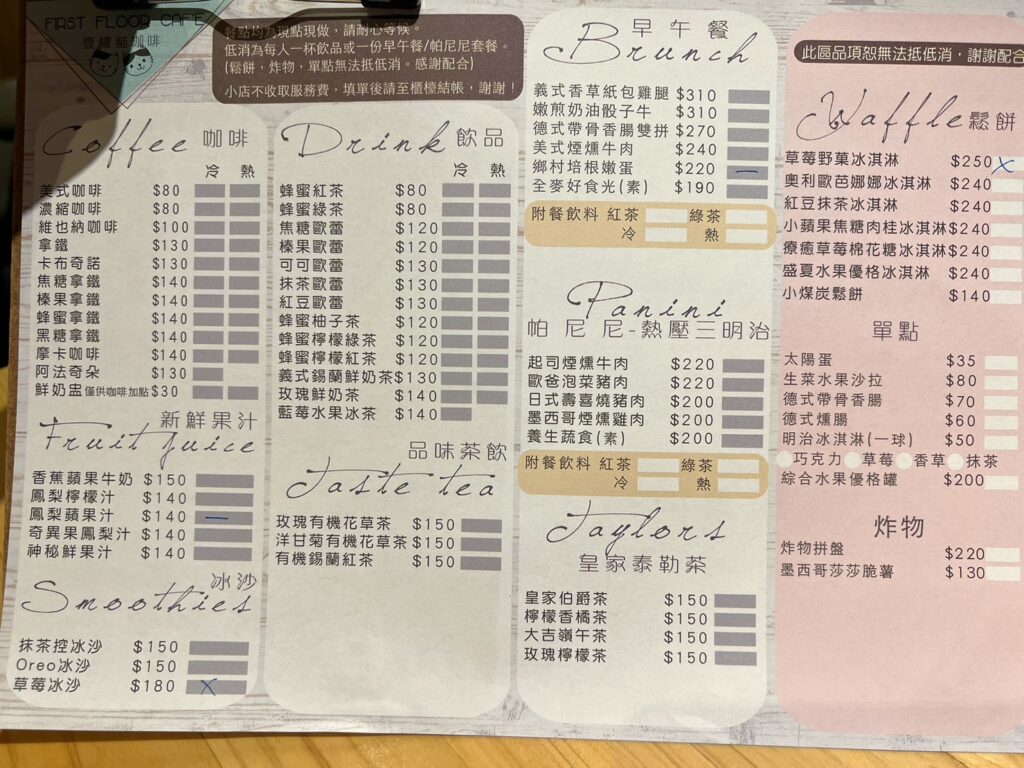 FIRST FLOOR CAF'E
壹樓貓咖啡
餐點均為現點現做，請耐心等候。
低消為每人一杯飲品或一份早午餐/帕尼尼套餐。
(鬆餅，炸物，單點無法抵低消。感謝配合)
小店不收取服務費，填單後請至櫃檯結帳，謝謝！
Coffee 咖啡
冷 熱
美式咖啡 $80
濃縮咖啡 $80
維也納咖啡 $100
拿鐵 $130
卡布奇諾 $130
焦糖拿鐵 $140
榛果拿鐵 $140
蜂蜜拿鐵 $140
黑糖拿鐵 $140
摩卡咖啡 $140
阿法奇朵 $130
鮮奶盅 僅供咖啡加點 $30
新鮮果汁
Fruit juice
香蕉蘋果牛奶 $150
鳳梨檸檬汁 $140
鳳梨蘋果汁 $140
奇異果鳳梨汁 $140
神秘鮮果汁 $140
冰沙
Smoothies
抹茶控冰沙 $150
Oreo冰沙 $150
草莓冰沙 $180
Drink 飲品
冷 熱
蜂蜜紅茶 $80
蜂蜜綠茶 $80
焦糖歐蕾 $120
榛果歐蕾 $120
可可歐蕾 $130
抹茶歐蕾 $130
紅豆歐蕾 $130
蜂蜜柚子茶 $120
蜂蜜檸檬綠茶 $120
蜂蜜檸檬紅茶 $120
義式錫蘭鮮奶茶 $130
玫瑰鮮奶茶 $140
藍莓水果冰茶 $140
品味茶飲
Taste tea
玫瑰有機花草茶 $150
洋甘菊有機花草茶 $150
有機錫蘭紅茶 $150
早午餐
Brunch
義式香草紙包雞腿 $310
嫩煎奶油骰子牛 $310
德式帶骨香腸雙拼 $270
美式煙燻牛肉 $240
鄉村培根嫩蛋 $220
全麥好食光(素) $190
附餐飲料 紅茶 綠茶
冷 熱
Panini
帕尼尼-熱壓三明治
起司煙燻牛肉 $220
歐爸泡菜豬肉 $220
日式壽喜燒豬肉 $200
墨西哥煙燻雞肉 $200
養生蔬食(素) $200
附餐飲料 紅茶 綠茶
冷 熱
Taylors
皇家泰勒茶
皇家伯爵茶 $150
檸檬香橘茶 $150
大吉嶺午茶 $150
玫瑰檸檬茶 $150
此區品項恕無法抵低消，謝謝配合
Waffle 鬆餅
草莓野菓冰淇淋 $250
奧利歐芭娜娜冰淇淋 $240
紅豆抹茶冰淇淋 $240
小蘋果焦糖肉桂冰淇淋 $240
療癒草莓棉花糖冰淇淋 $240
盛夏水果優格冰淇淋 $240
小煤炭鬆餅 $140
單點
太陽蛋 $35
生菜水果沙拉 $80
德式帶骨香腸 $70
德式燻腸 $60
明治冰淇淋(一球) $50
巧克力 草莓 香草 抹茶
綜合水果優格罐 $200
炸物
炸物拼盤 $220
墨西哥莎莎脆薯 $130